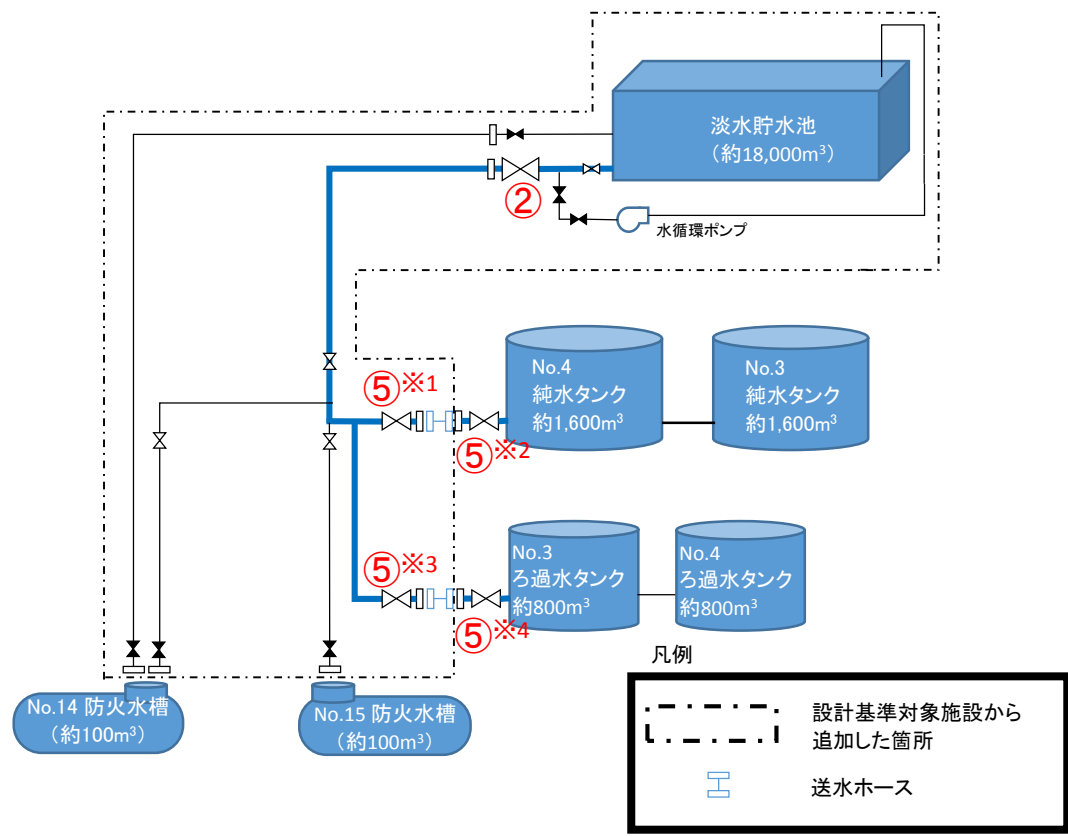 淡水貯水池
（約18,000m³）
②
水循環ポンプ
No.4
純水タンク
約1,600m³
No.3
純水タンク
約1,600m³
⑤※1
⑤※2
No.3
ろ過水タンク
約800m³
No.4
ろ過水タンク
約800m³
⑤※3
⑤※4
凡例
設計基準対象施設から
追加した箇所
送水ホース
No.14 防火水槽
（約100m³）
No.15 防火水槽
（約100m³）